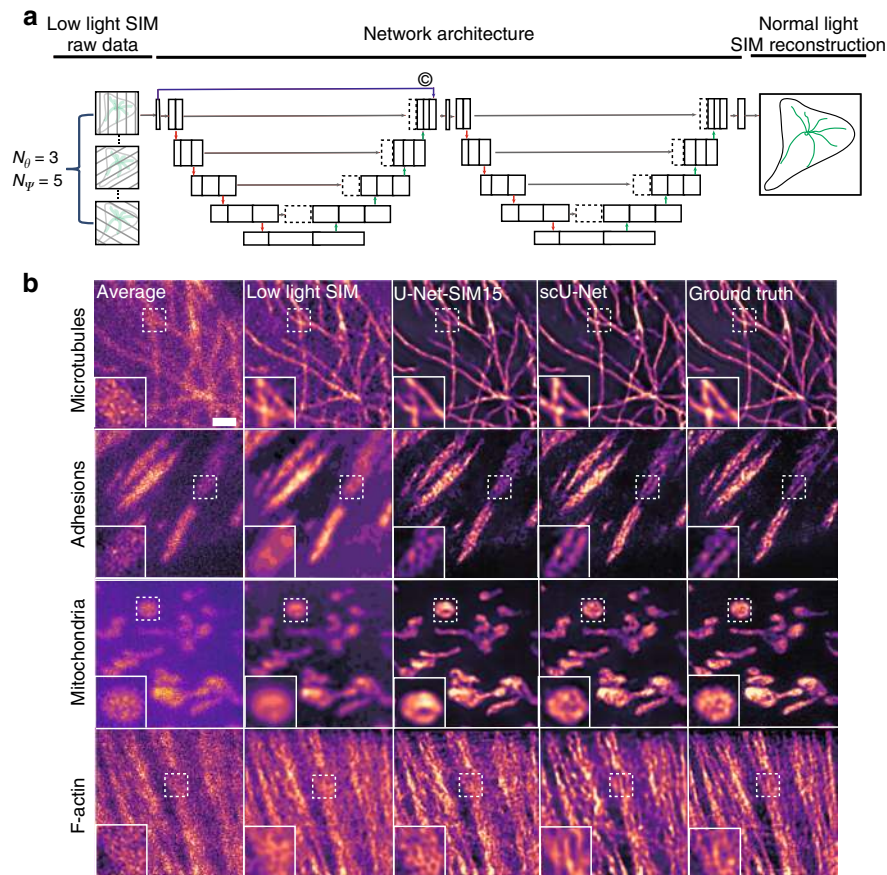 a
Low light SIM
raw data
Network architecture
Normal light
SIM reconstruction
©
Nθ = 3
NΨ = 5
b
Average
Low light SIM
U-Net-SIM15
scU-Net
Ground truth
Microtubules
Adhesions
Mitochondria
F-actin